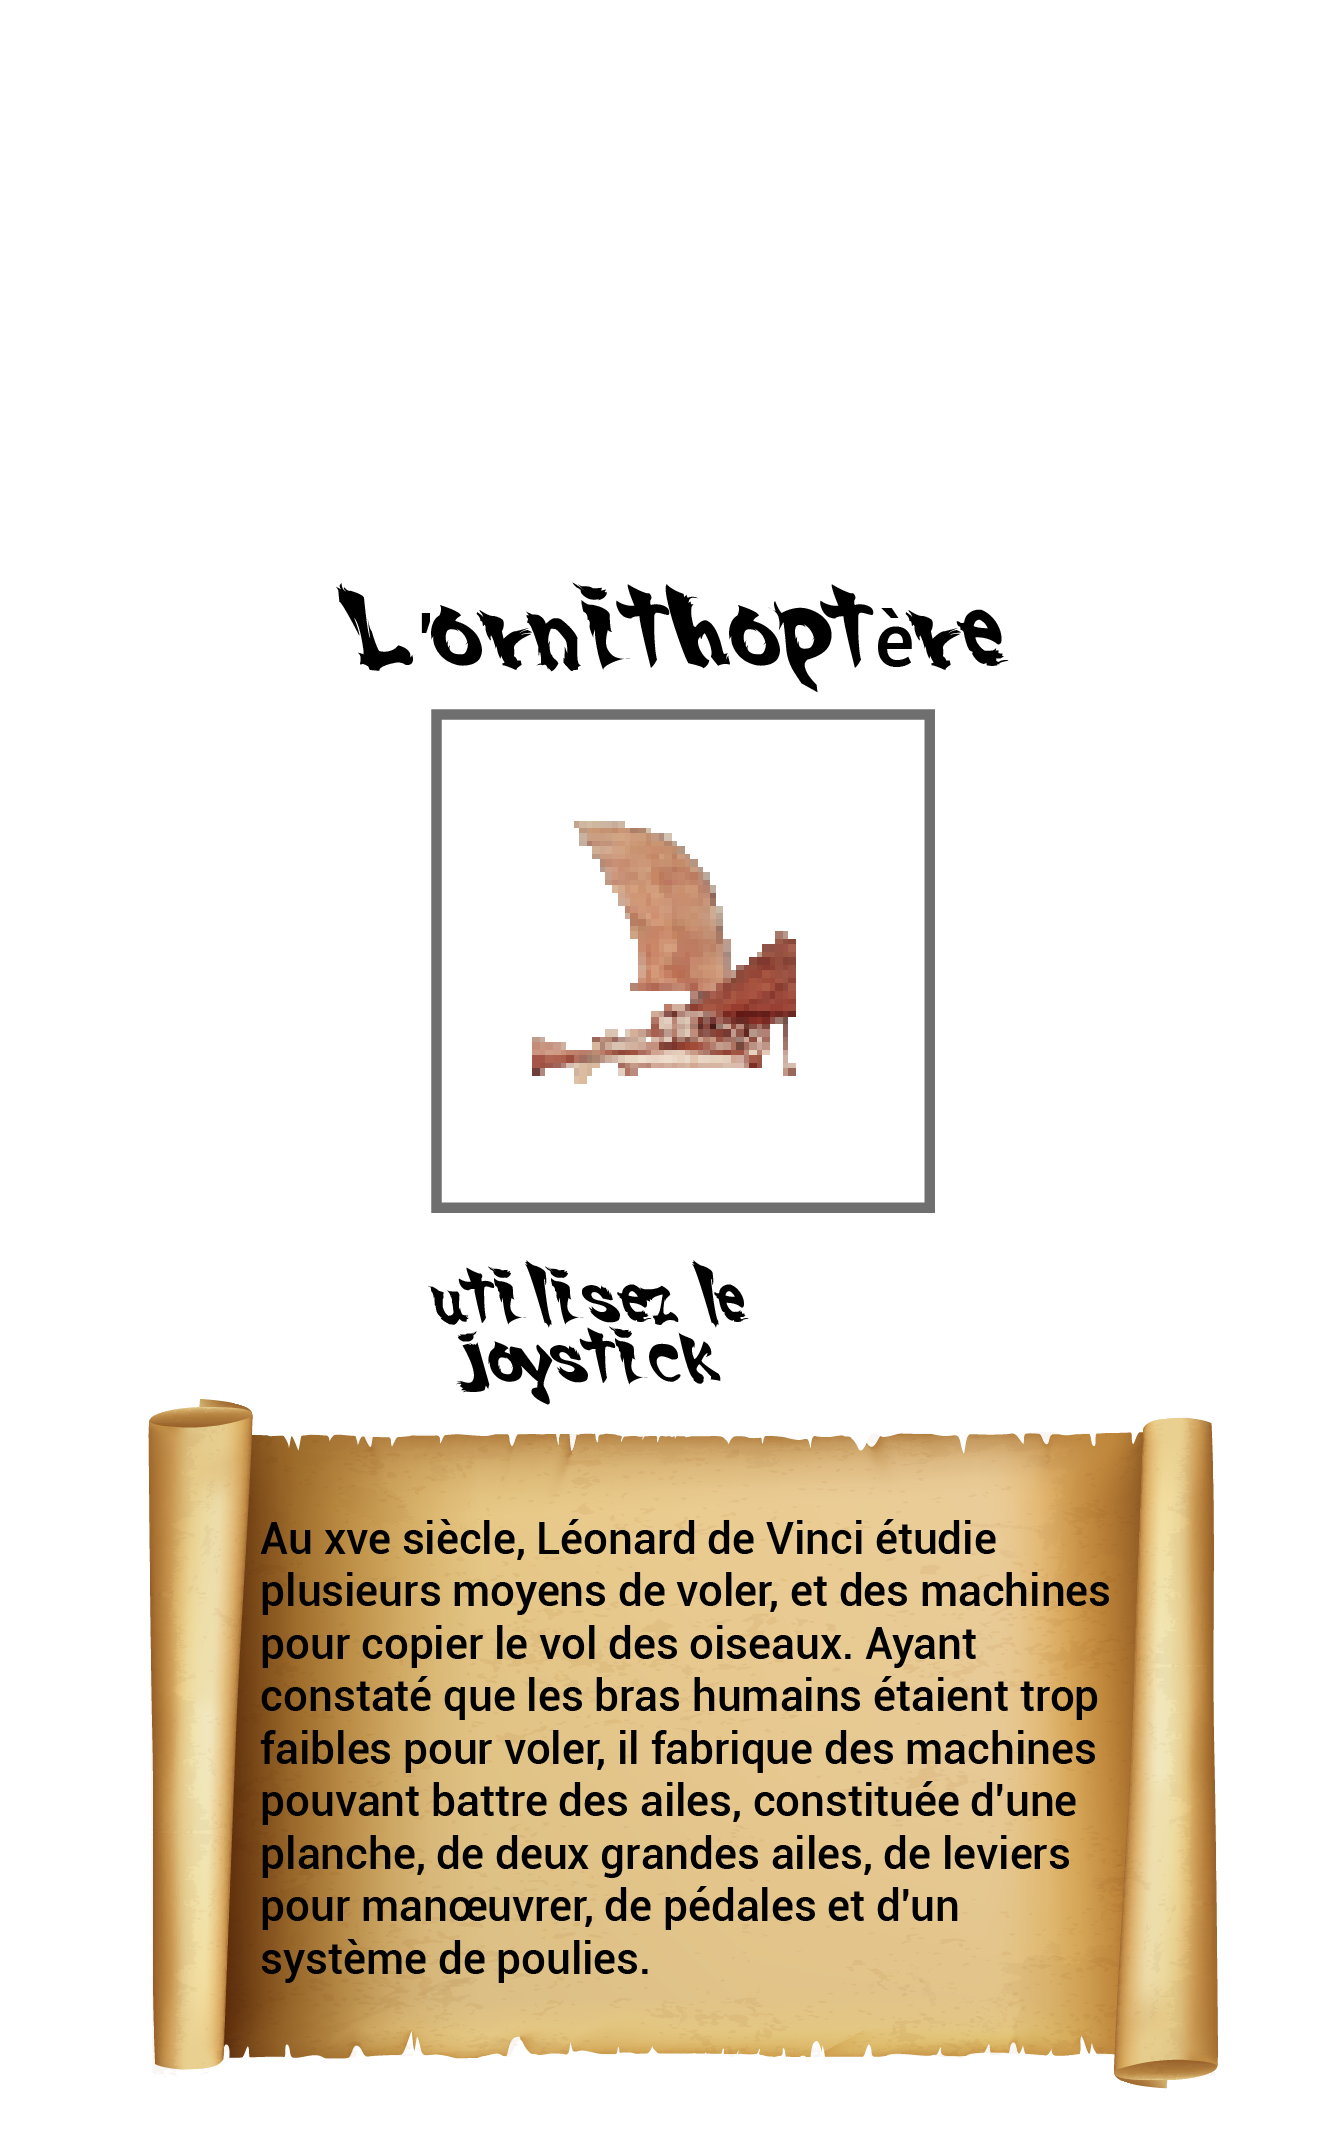 L'ornithoptère
utilisez le
joystick
Au xve siècle, Léonard de Vinci étudie
plusieurs moyens de voler, et des machines
pour copier le vol des oiseaux. Ayant
constaté que les bras humains étaient trop
faibles pour voler, il fabrique des machines
pouvant battre des ailes, constituée d'une
planche, de deux grandes ailes, de leviers
pour manœuvrer, de pédales et d'un
système de poulies.